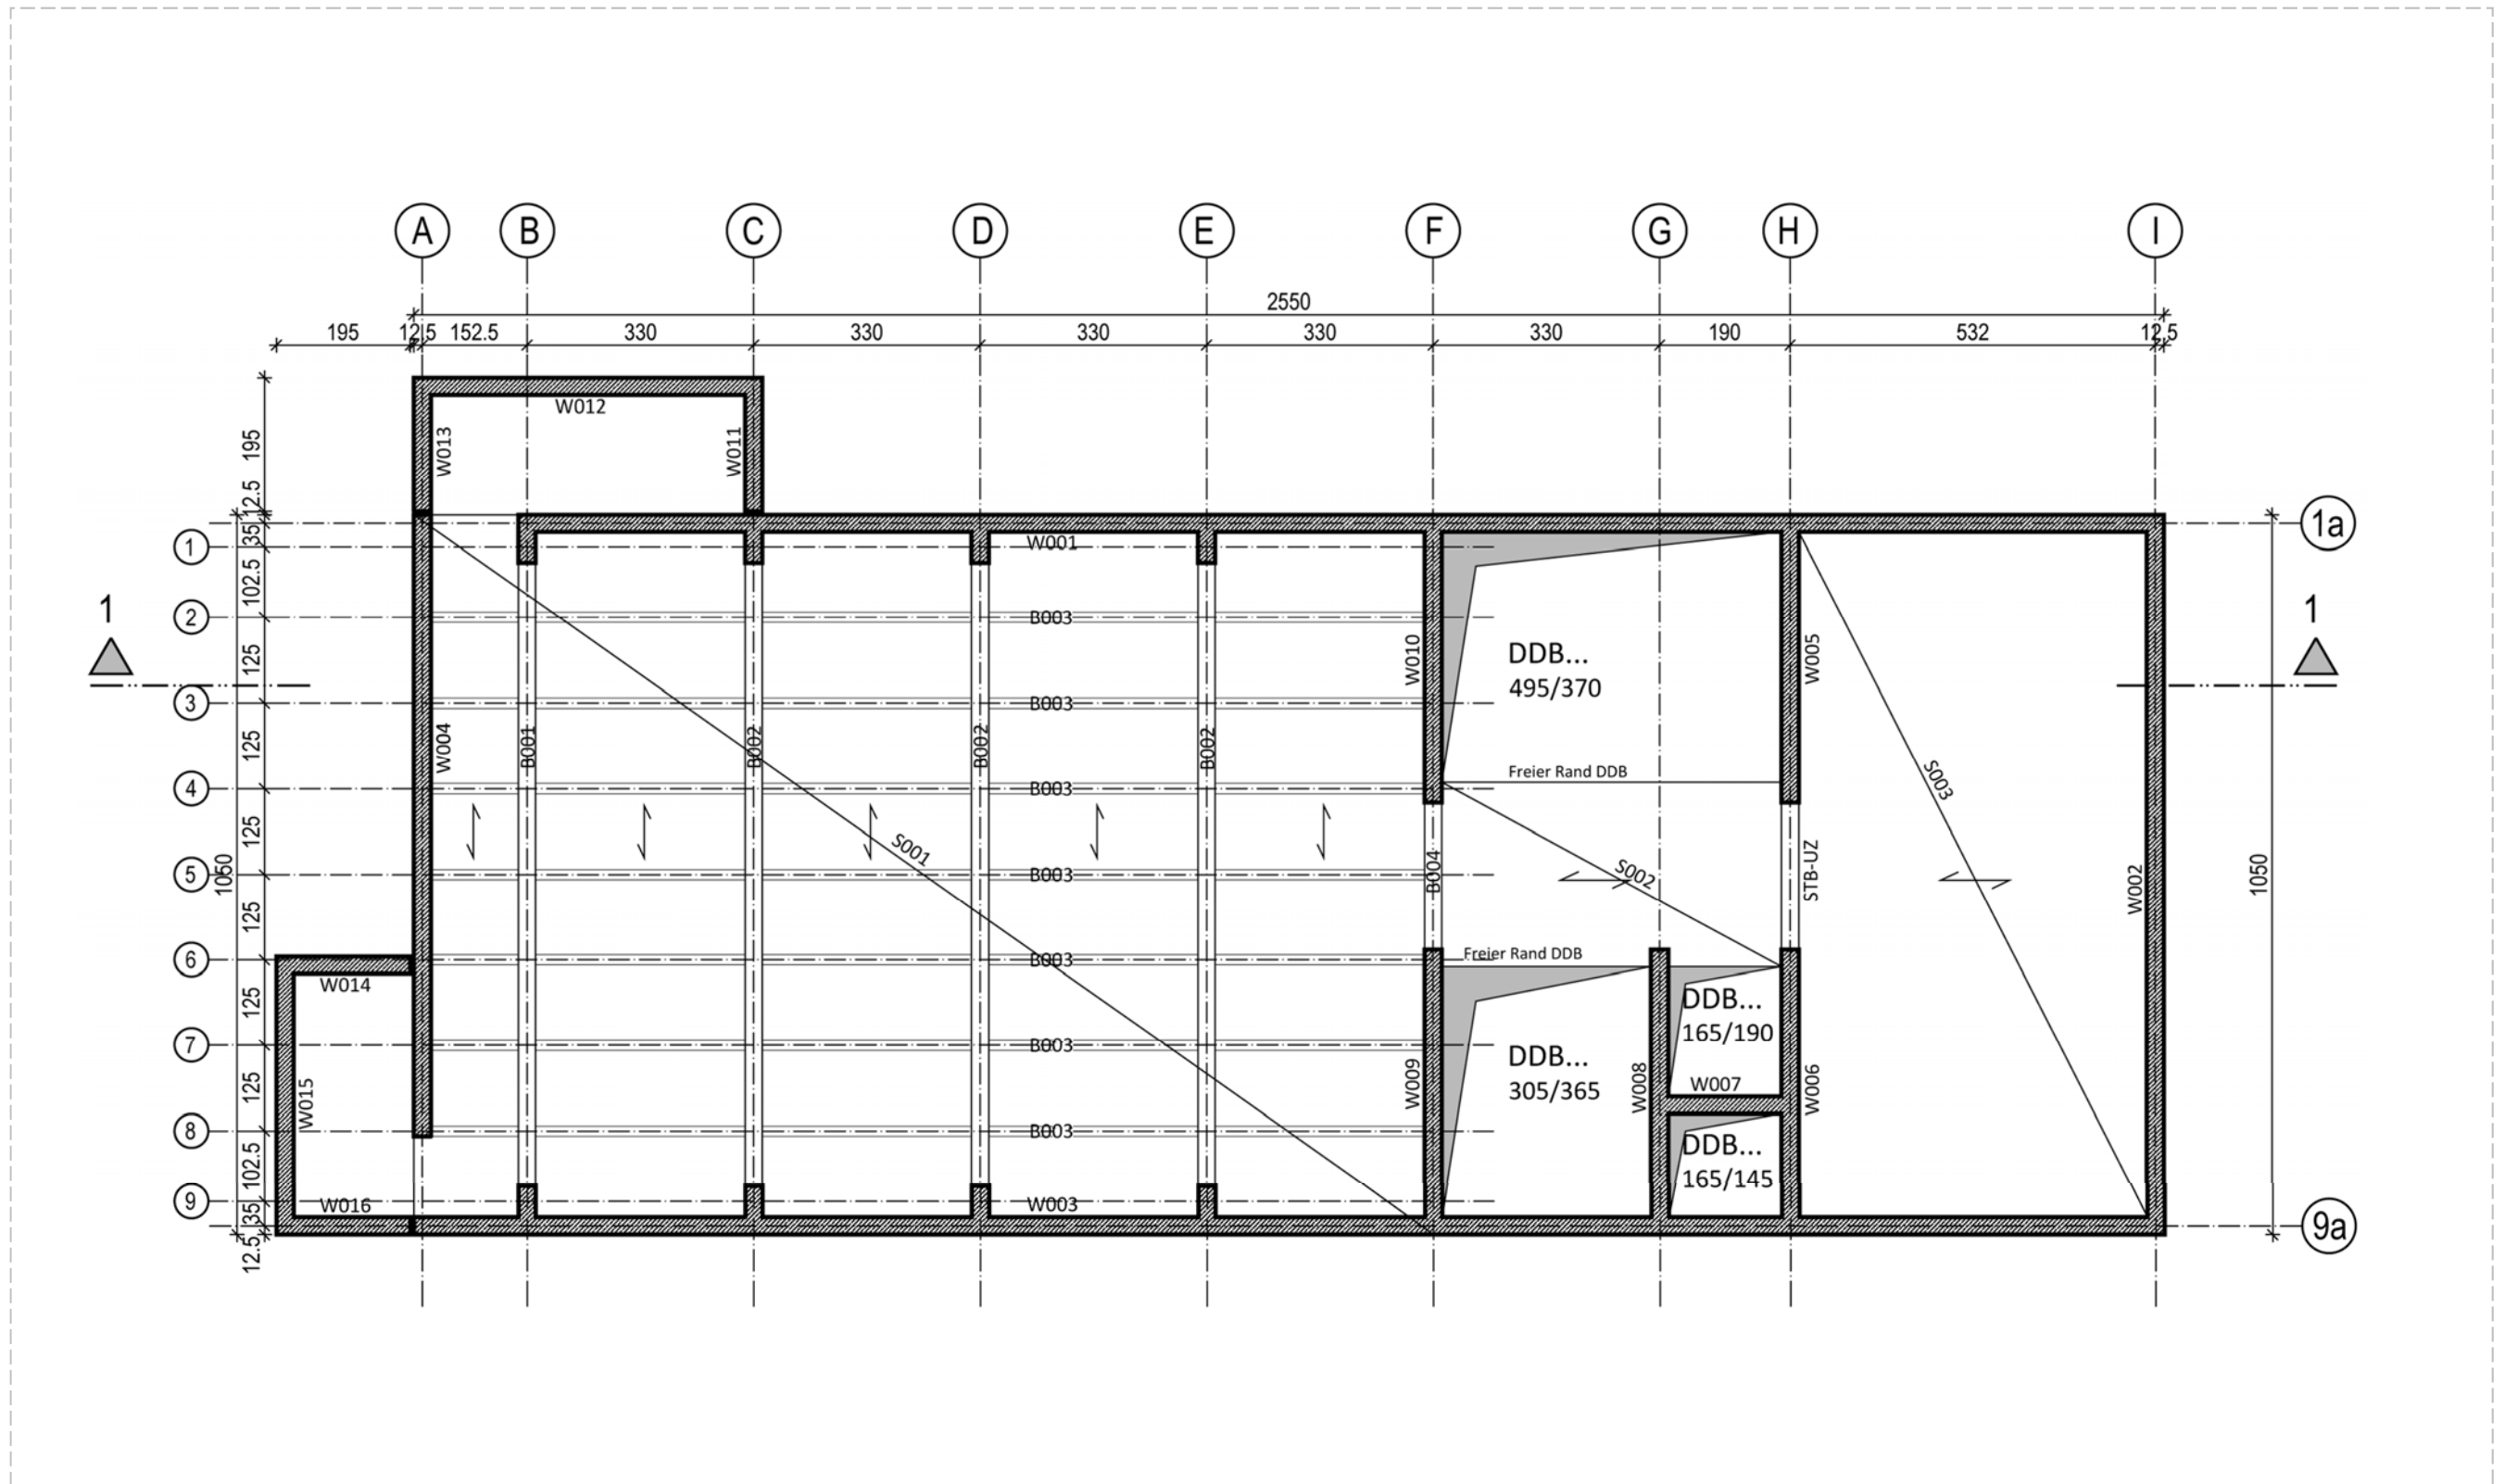 A B C D E F G H I
2550
195 12.5 152.5 330 330 330 330 330 190 532 12.5
W012
W013
W011
195
12.5
35
102.5
125
125
125
125
125
125
102.5
35
12.5
1050
1050
1a
1
W001
2
B003
1
1
3
B003
W010
DDB...
495/370
W005
W004
B001
B002
B002
B002
Freier Rand DDB
4
B003
S003
S001
5
B003
B004
S002
STB-UZ
W002
6
B003
Freier Rand DDB
W014
DDB...
165/190
7
B003
DDB...
305/365
W015
W009
W008
W007
W006
8
B003
DDB...
165/145
9
W016
W003
9a